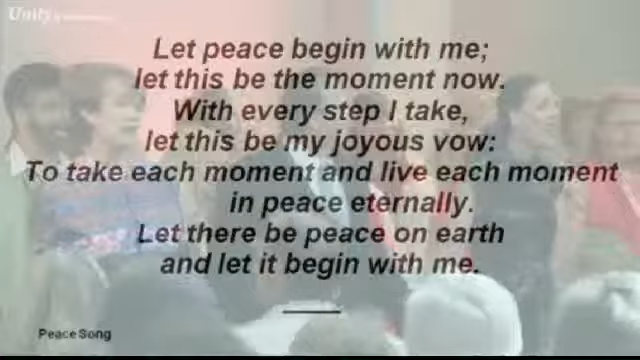 Unity
Let peace begin with me;
let this be the moment now.
With every step I take,
let this be my joyous vow:
To take each moment and live each moment
in peace eternally.
Let there be peace on earth
and let it begin with me.
Peace Song